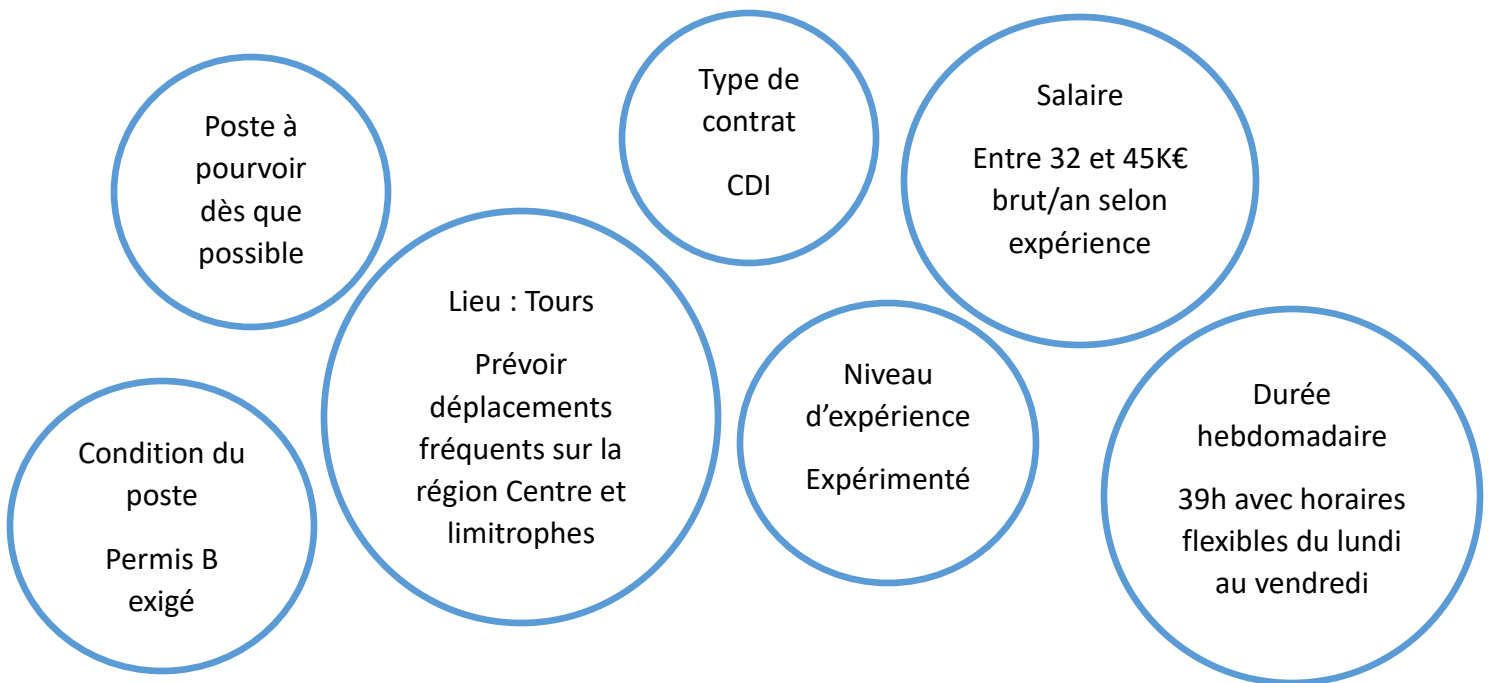 Poste à
pourvoir
dès que
possible
Type de
contrat
CDI
Salaire
Entre 32 et 45K€
brut/an selon
expérience
Condition du
poste
Permis B
exigé
Lieu : Tours
Prévoir
déplacements
fréquents sur la
région Centre et
limitrophes
Niveau
d’expérience
Expérimenté
Durée
hebdomadaire
39h avec horaires
flexibles du lundi
au vendredi